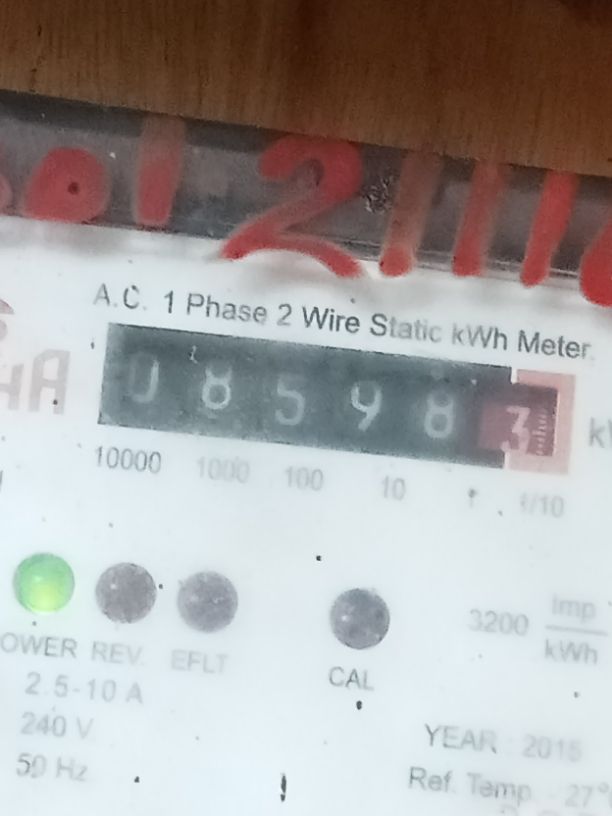 A.C. 1 Phase 2 Wire Static kWh Meter.
08598 3
10000 1000 100 10 1 1/10
POWER REV. EFLT
CAL
3200 imp
kWh
2.5-10 A
240 V
50 Hz
YEAR : 2015
Ref. Temp. 27°